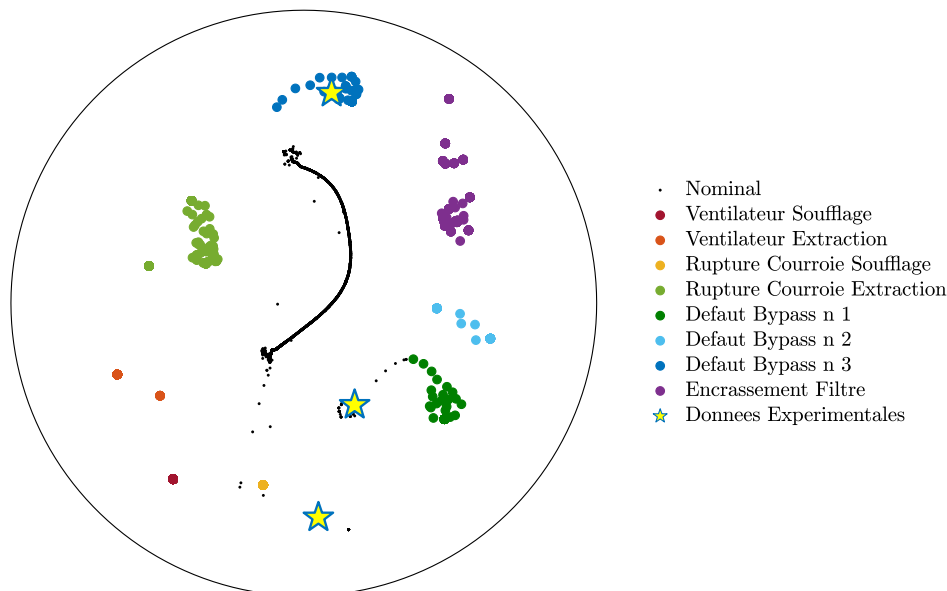 Nominal
Ventilateur Soufflage
Ventilateur Extraction
Rupture Courroie Soufflage
Rupture Courroie Extraction
Defaut Bypass n 1
Defaut Bypass n 2
Defaut Bypass n 3
Encrassement Filtre
Donnees Experimentales